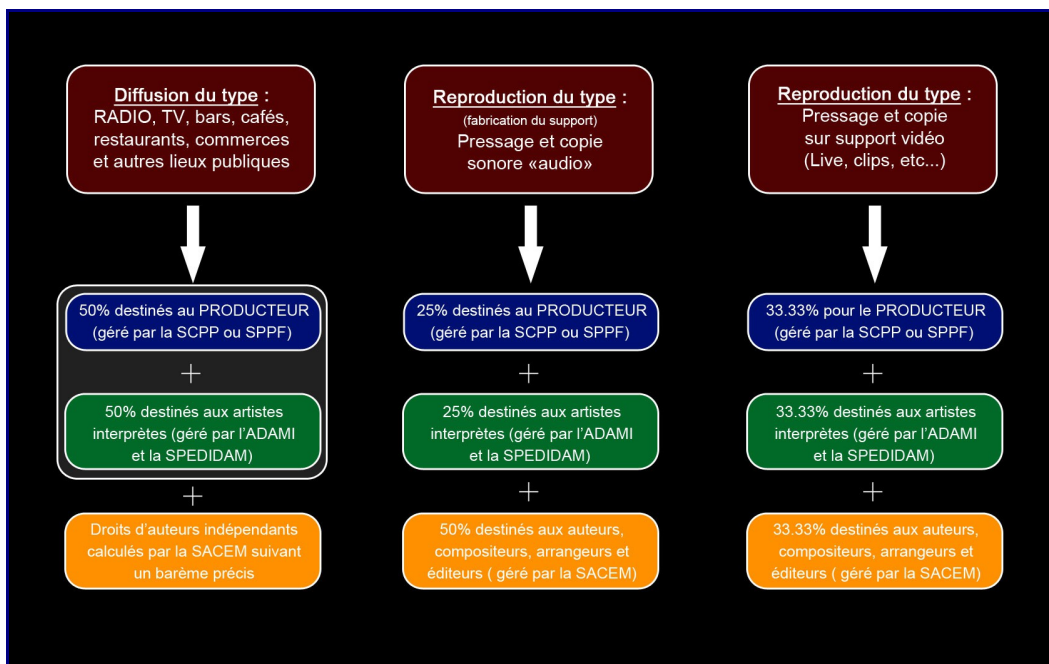 Diffusion du type :
RADIO, TV, bars, cafés,
restaurants, commerces
et autres lieux publiques
50% destinés au PRODUCTEUR
(géré par la SCPP ou SPPF)
+
50% destinés aux artistes
interprètes (géré par l'ADAMI
et la SPEDIDAM)
+
Droits d'auteurs indépendants
calculés par la SACEM suivant
un barème précis
Reproduction du type :
(fabrication du support)
Pressage et copie
sonore «audio»
25% destinés au PRODUCTEUR
(géré par la SCPP ou SPPF)
+
25% destinés aux artistes
interprètes (géré par l'ADAMI
et la SPEDIDAM)
+
50% destinés aux auteurs,
compositeurs, arrangeurs et
éditeurs ( géré par la SACEM)
Reproduction du type :
Pressage et copie
sur support vidéo
(Live, clips, etc...)
33.33% pour le PRODUCTEUR
(géré par la SCPP ou SPPF)
+
33.33% destinés aux artistes
interprètes (géré par l'ADAMI
et la SPEDIDAM)
+
33.33% destinés aux auteurs,
compositeurs, arrangeurs et
éditeurs ( géré par la SACEM)